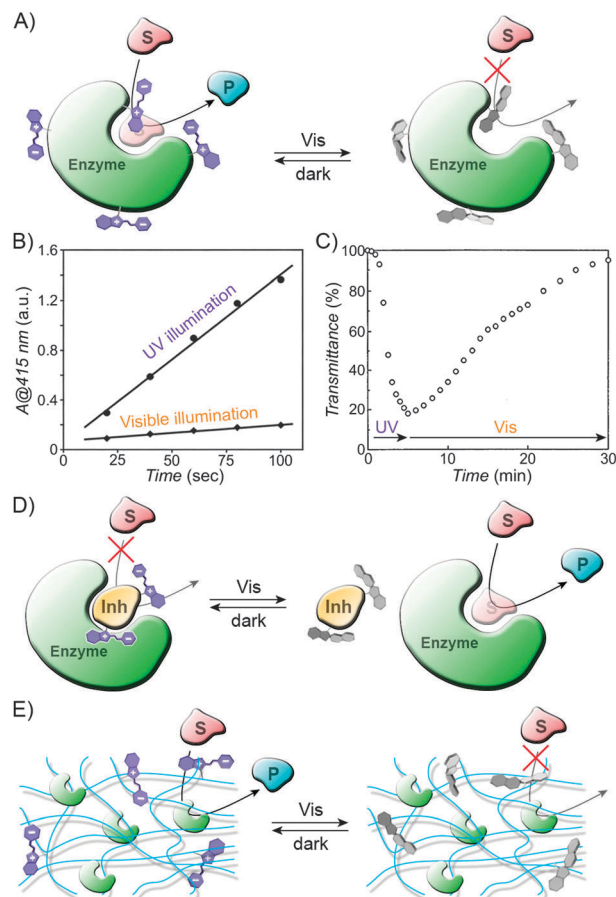 A)
S
P
Enzyme
Vis
dark
S
Enzyme
B)
A@415 nm (a.u.)
1.6
1.2
0.8
0.4
0
0
20
40
60
80
100
UV illumination
Visible illumination
Time (sec)
C)
Transmittance (%)
100
80
60
40
20
0
10
20
30
UV
Vis
Time (min)
D)
S
Inh
Enzyme
Vis
dark
Inh
S
S
P
Enzyme
E)
S
P
Vis
dark
S